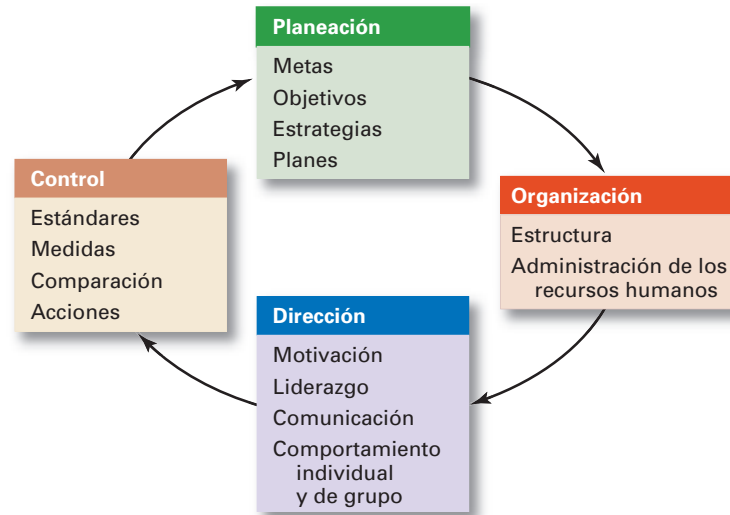 Planeación
Metas
Objetivos
Estrategias
Planes
Organización
Estructura
Administración de los
recursos humanos
Dirección
Motivación
Liderazgo
Comunicación
Comportamiento
individual
y de grupo
Control
Estándares
Medidas
Comparación
Acciones